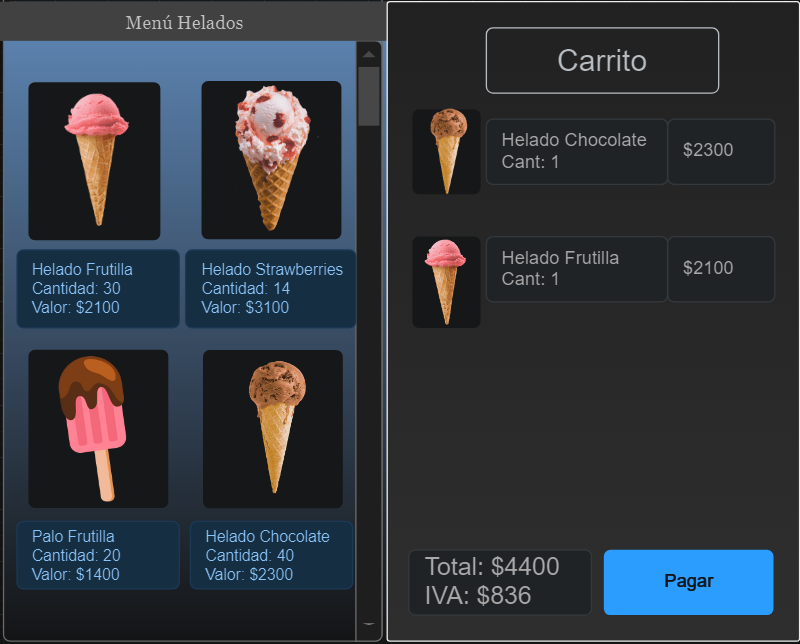 Menú Helados
Helado Frutilla
Cantidad: 30
Valor: $2100
Helado Strawberries
Cantidad: 14
Valor: $3100
Palo Frutilla
Cantidad: 20
Valor: $1400
Helado Chocolate
Cantidad: 40
Valor: $2300
Carrito
Helado Chocolate
Cant: 1
$2300
Helado Frutilla
Cant: 1
$2100
Total: $4400
IVA: $836
Pagar